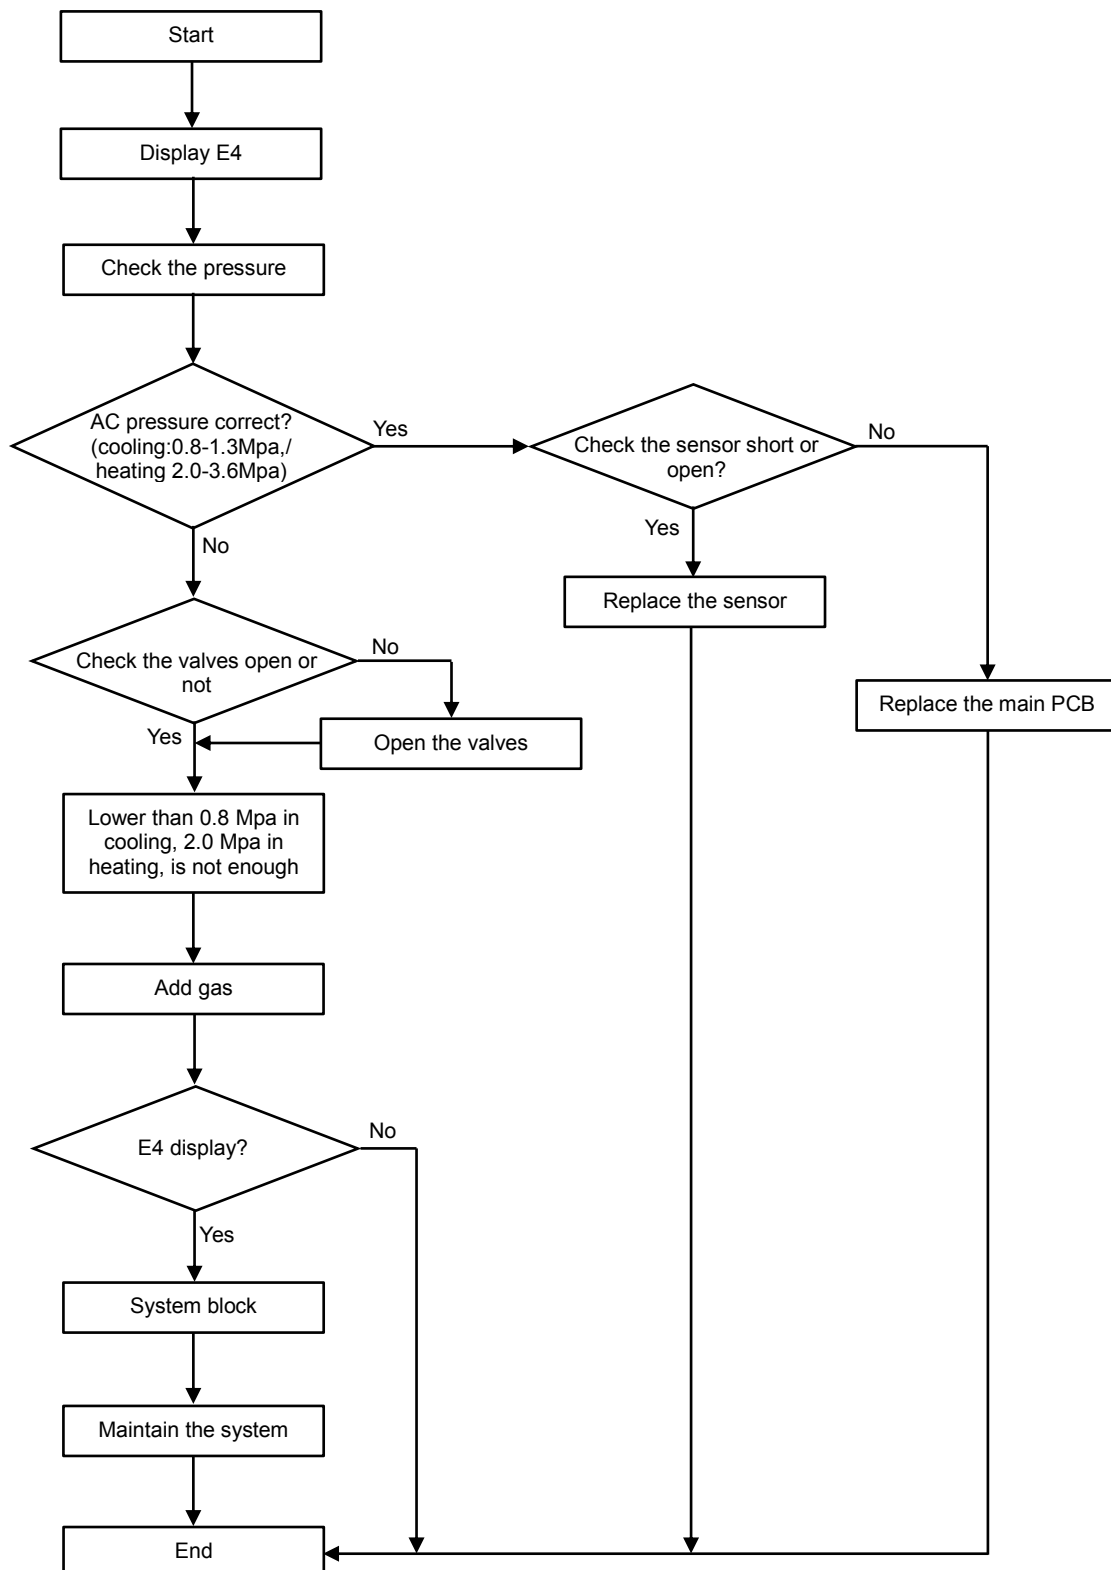 Start
Display E4
Check the pressure
AC pressure correct?
(cooling:0.8-1.3Mpa,/
heating 2.0-3.6Mpa)
Yes
No
Check the sensor short or
open?
No
Yes
Replace the sensor
Replace the main PCB
Check the valves open or
not
No
Yes
Open the valves
Lower than 0.8 Mpa in
cooling, 2.0 Mpa in
heating, is not enough
Add gas
E4 display?
No
Yes
System block
Maintain the system
End